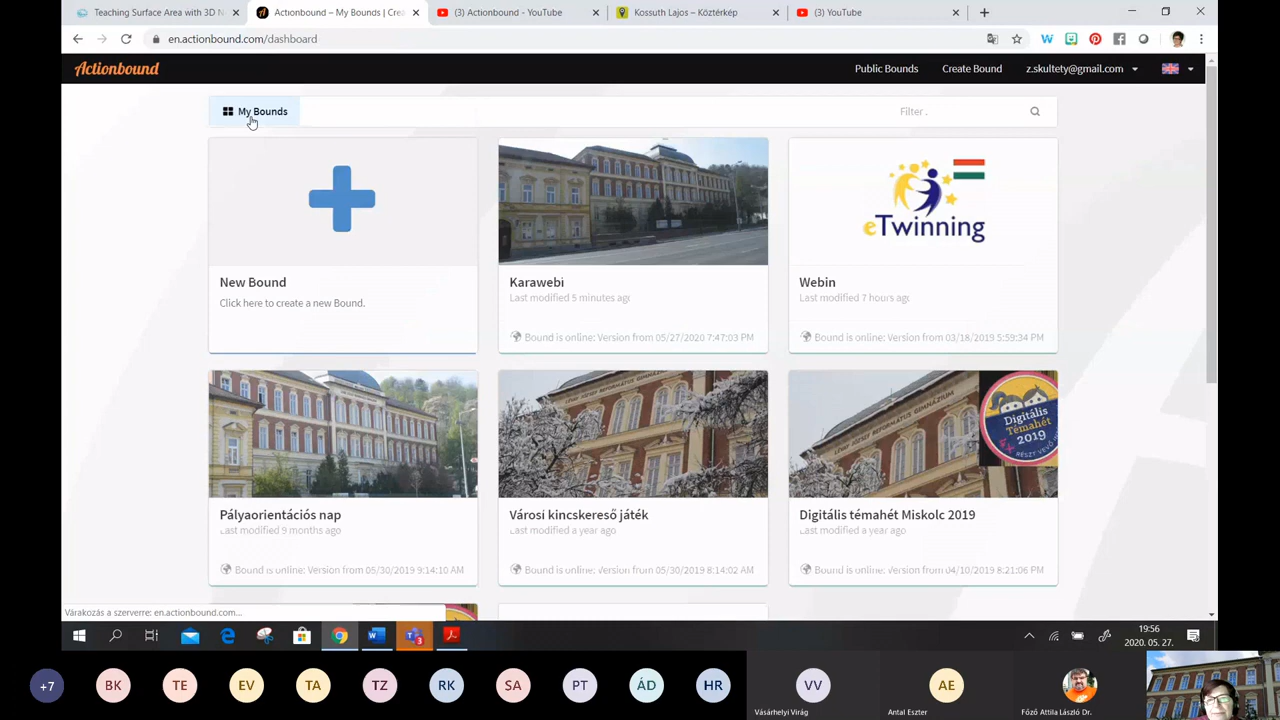 Teaching Surface Area with 3D N
Actionbound – My Bounds | Crea
(3) Actionbound - YouTube
Kossuth Lajos – Köztérkép
(3) YouTube
en.actionbound.com/dashboard
Actionbound
Public Bounds
Create Bound
z.skultety@gmail.com
My Bounds
Filter .
New Bound
Click here to create a new Bound.
Karawebi
Last modified 5 minutes ago
Bound is online: Version from 05/27/2020 7:47:03 PM
eTwinning
Webin
Last modified 7 hours ago
Bound is online: Version from 03/18/2019 5:59:34 PM
Pályaorientációs nap
Last modified 9 months ago
Bound is online: Version from 05/30/2019 9:14:10 AM
Városi kincskereső játék
Last modified a year ago
Bound is online: Version from 05/30/2019 8:14:02 AM
Digitális
Témahét
2019
Digitális témahét Miskolc 2019
Last modified a year ago
Bound is online: Version from 04/10/2019 8:21:06 PM
Várakozás a szerverre: en.actionbound.com...
19:56
2020. 05. 27.
+7
BK
TE
EV
TA
TZ
RK
SA
PT
ÁD
HR
VV
Vásárhelyi Virág
AE
Antal Eszter
Főző Attila László Dr.